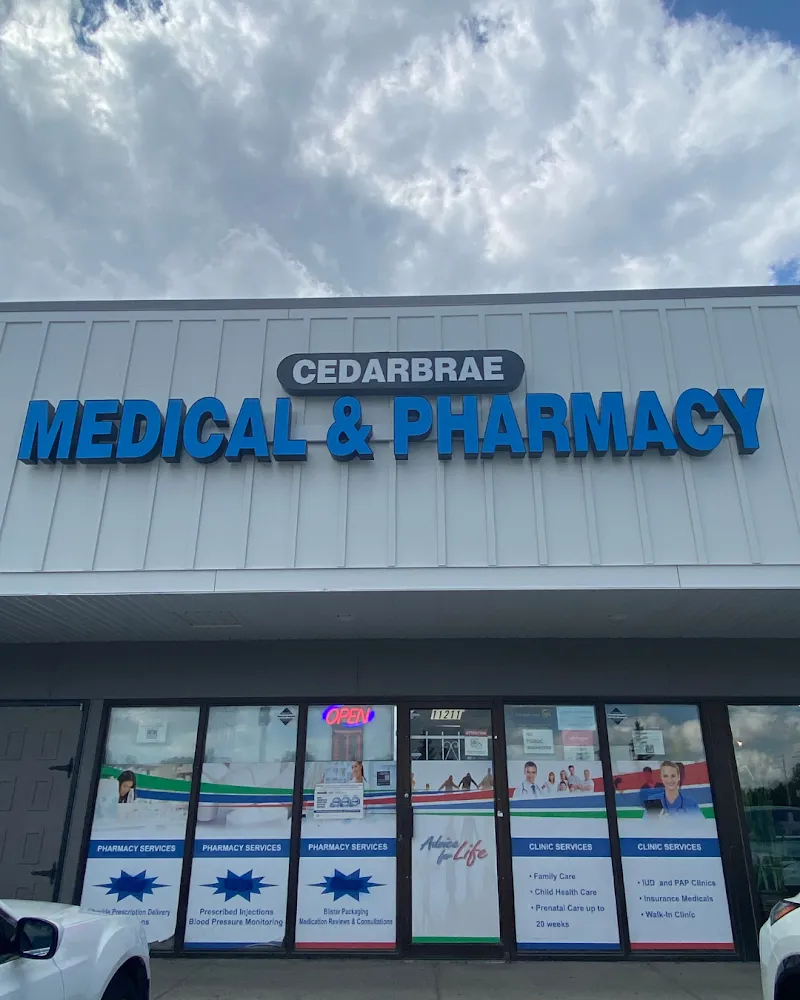 CEDARBRAE
MEDICAL & PHARMACY
OPEN
11211
Advice
for Life
PHARMACY SERVICES
Prescription Delivery
PHARMACY SERVICES
Prescribed Injections
Blood Pressure Monitoring
PHARMACY SERVICES
Blister Packaging
Medication Reviews & Consultations
CLINIC SERVICES
• Family Care
• Child Health Care
• Prenatal Care up to
20 weeks
CLINIC SERVICES
• IUD and PAP Clinics
• Insurance Medicals
• Walk-In Clinic